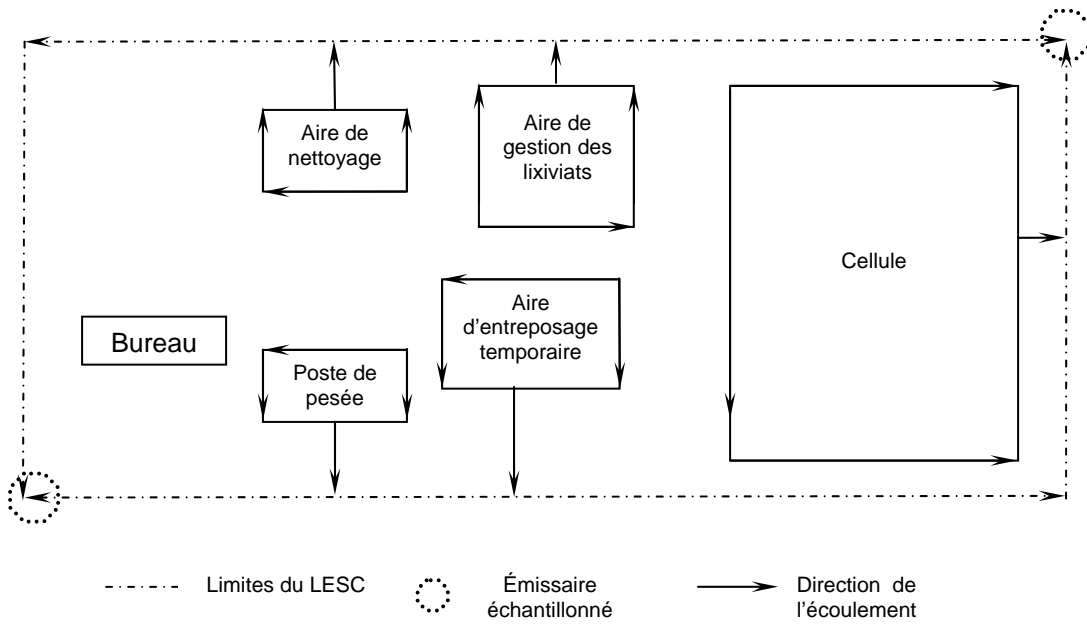 Aire de
nettoyage
Aire de
gestion des
lixiviats
Cellule
Aire
d'entreposage
temporaire
Bureau
Poste de
pesée
Limites du LESC
Émissaire
échantillonné
Direction de
l'écoulement